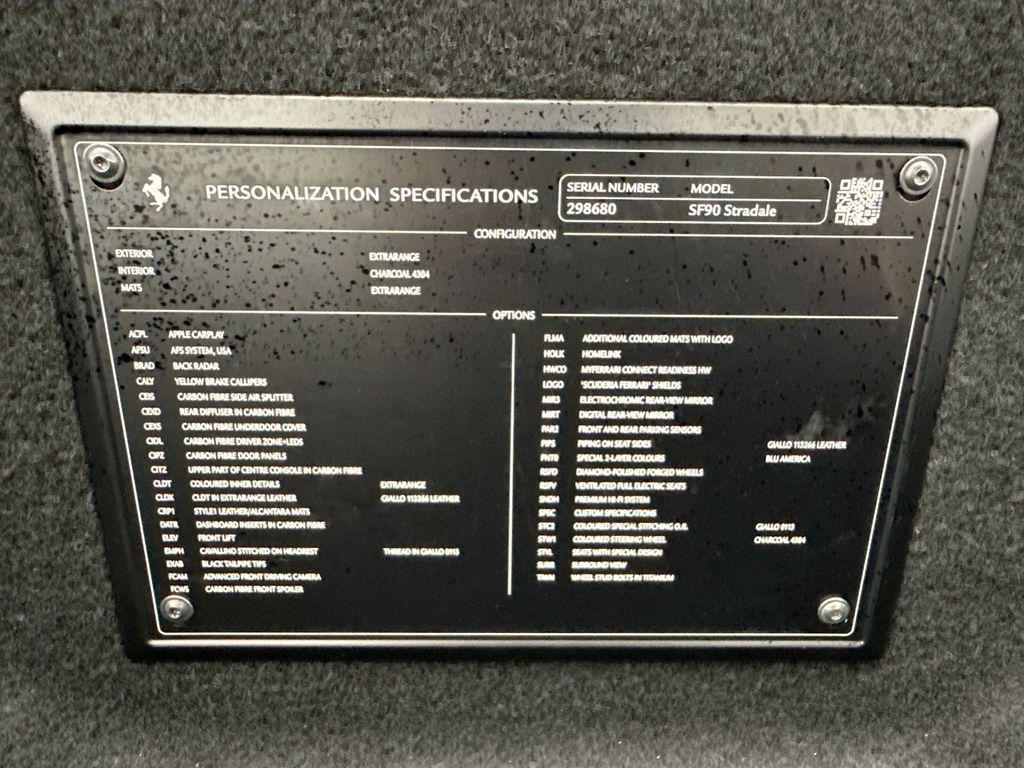 PERSONALIZATION SPECIFICATIONS
SERIAL NUMBER MODEL
298680 SF90 Stradale
CONFIGURATION
EXTERIOR EXTRARANGE
INTERIOR CHARCOAL 4304
MATS EXTRARANGE
OPTIONS
ACPL APPLE CARPLAY
AFSU AFS SYSTEM, USA
BRAD BACK RADAR
CALY YELLOW BRAKE CALLIPERS
CEIS CARBON FIBRE SIDE AIR SPLITTER
CEXD REAR DIFFUSER IN CARBON FIBRE
CEXS CARBON FIBRE UNDERDOOR COVER
CIDL CARBON FIBRE DRIVER ZONE+LEDS
CIPZ CARBON FIBRE DOOR PANELS
CITZ UPPER PART OF CENTRE CONSOLE IN CARBON FIBRE
CLDT COLOURED INNER DETAILS EXTRARANGE
CLDX CLDT IN EXTRARANGE LEATHER GIALLO 113266 LEATHER
CRP1 STYLE1 LEATHER/ALCANTARA MATS
DATR DASHBOARD INSERTS IN CARBON FIBRE
ELEV FRONT LIFT
EMPH CAVALLINO STITCHED ON HEADREST THREAD IN GIALLO 0113
EXAB BLACK TAILPIPE TIPS
FCAM ADVANCED FRONT DRIVING CAMERA
FCWS CARBON FIBRE FRONT SPOILER
FLMA ADDITIONAL COLOURED MATS WITH LOGO
HOLK HOMELINK
HWCO MYFERRARI CONNECT READINESS HW
LOGO "SCUDERIA FERRARI" SHIELDS
MIR3 ELECTROCHROMIC REAR-VIEW MIRROR
MIRT DIGITAL REAR-VIEW MIRROR
PAR2 FRONT AND REAR PARKING SENSORS
PIPS PIPING ON SEAT SIDES GIALLO 113266 LEATHER
PNT8 SPECIAL 2-LAYER COLOURS BLU AMERICA
RSFD DIAMOND-POLISHED FORGED WHEELS
RSFV VENTILATED FULL ELECTRIC SEATS
SNDH PREMIUM HI-FI SYSTEM
SPEC CUSTOM SPECIFICATIONS
STC2 COLOURED SPECIAL STITCHING O.R. GIALLO 0113
STW1 COLOURED STEERING WHEEL CHARCOAL 4304
STYL SEATS WITH SPECIAL DESIGN
SURR SURROUND VIEW
WHEEL STUD BOLTS IN TITANIUM